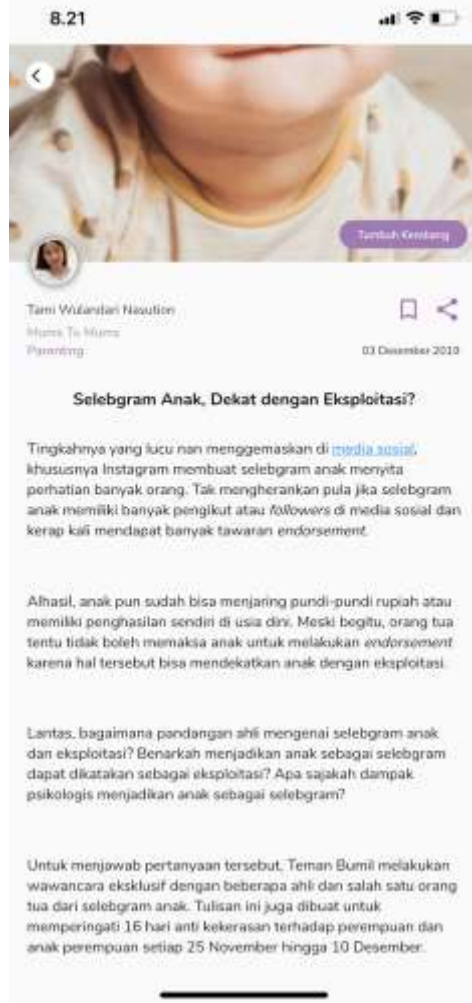 8.21
Tumbuh Kembang
Tami Wulandari Nasution
Mums To Mums
Parenting
03 Desember 2019
Selebgram Anak, Dekat dengan Eksploitasi?
Tingkahnya yang lucu nan menggemaskan di media sosial,
khususnya Instagram membuat selebgram anak menyita
perhatian banyak orang. Tak mengherankan pula jika selebgram
anak memiliki banyak pengikut atau followers di media sosial dan
kerap kali mendapat banyak tawaran endorsement.
Alhasil, anak pun sudah bisa menjaring pundi-pundi rupiah atau
memiliki penghasilan sendiri di usia dini. Meski begitu, orang tua
tentu tidak boleh memaksa anak untuk melakukan endorsement
karena hal tersebut bisa mendekatkan anak dengan eksploitasi.
Lantas, bagaimana pandangan ahli mengenai selebgram anak
dan eksploitasi? Benarkah menjadikan anak sebagai selebgram
dapat dikatakan sebagai eksploitasi? Apa sajakah dampak
psikologis menjadikan anak sebagai selebgram?
Untuk menjawab pertanyaan tersebut, Teman Bumil melakukan
wawancara eksklusif dengan beberapa ahli dan salah satu orang
tua dari selebgram anak. Tulisan ini juga dibuat untuk
memperingati 16 hari anti kekerasan terhadap perempuan dan
anak perempuan setiap 25 November hingga 10 Desember.